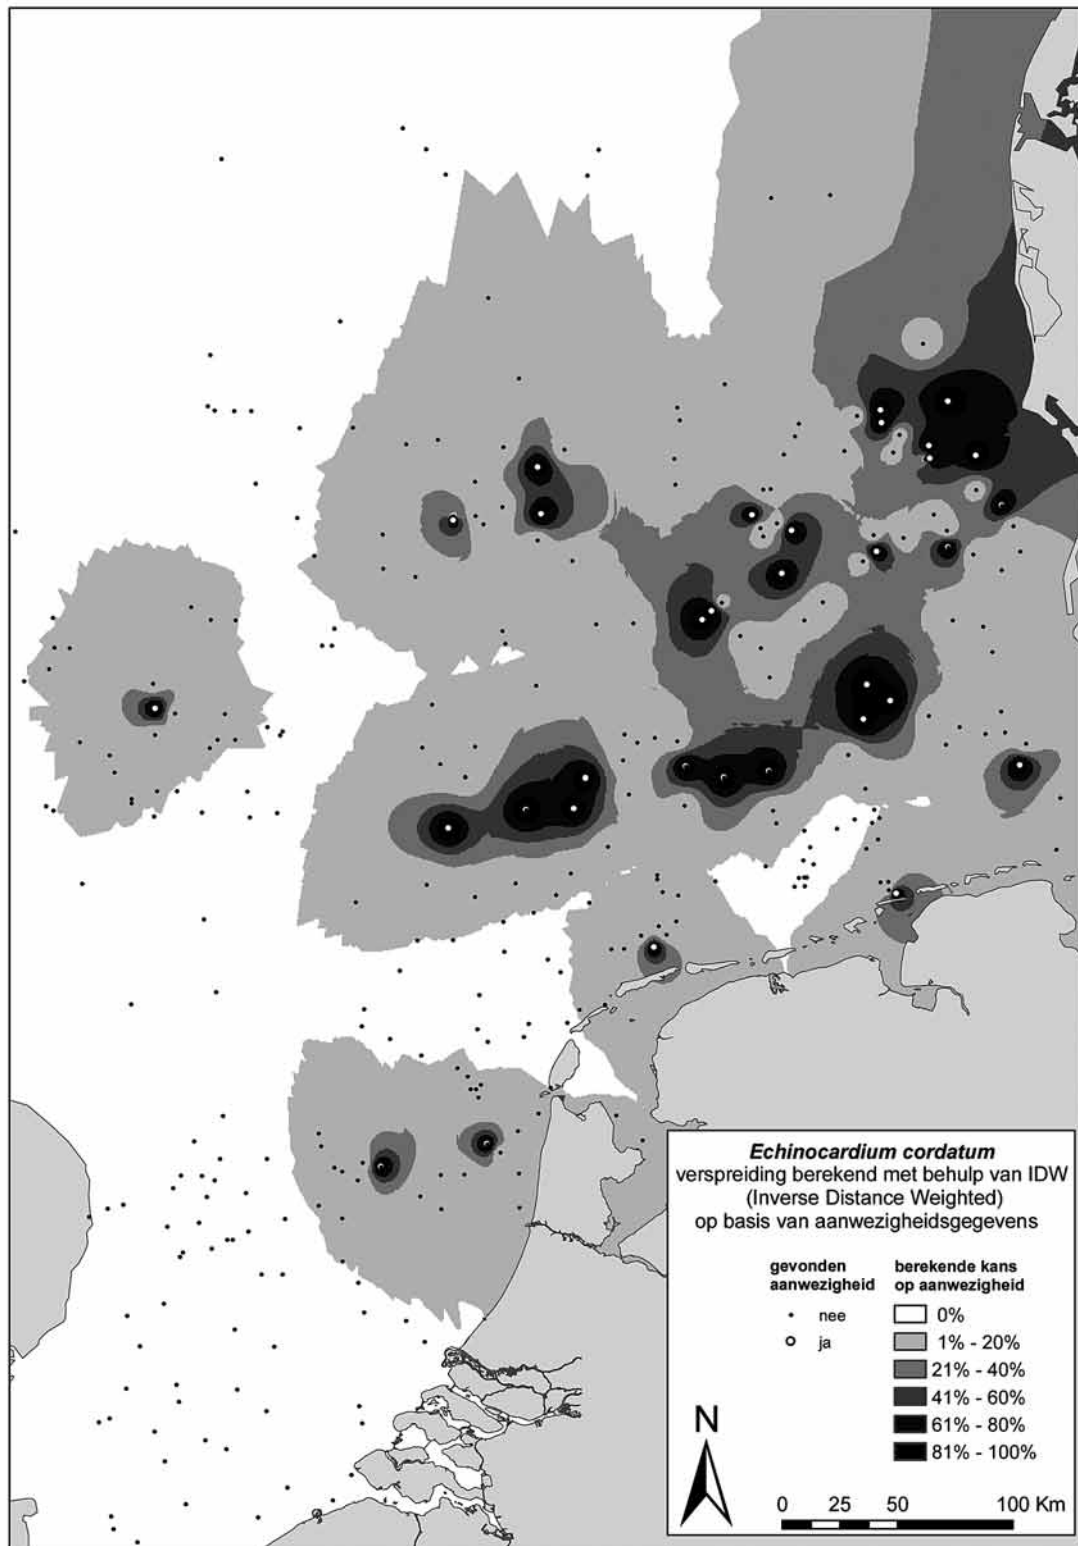 Echinocardium cordatum
verspreiding berekend met behulp van IDW
(Inverse Distance Weighted)
op basis van aanwezigheidsgegevens
gevonden
aanwezigheid
nee
ja
berekende kans
op aanwezigheid
0%
1% - 20%
21% - 40%
41% - 60%
61% - 80%
81% - 100%
N
0 25 50 100 Km